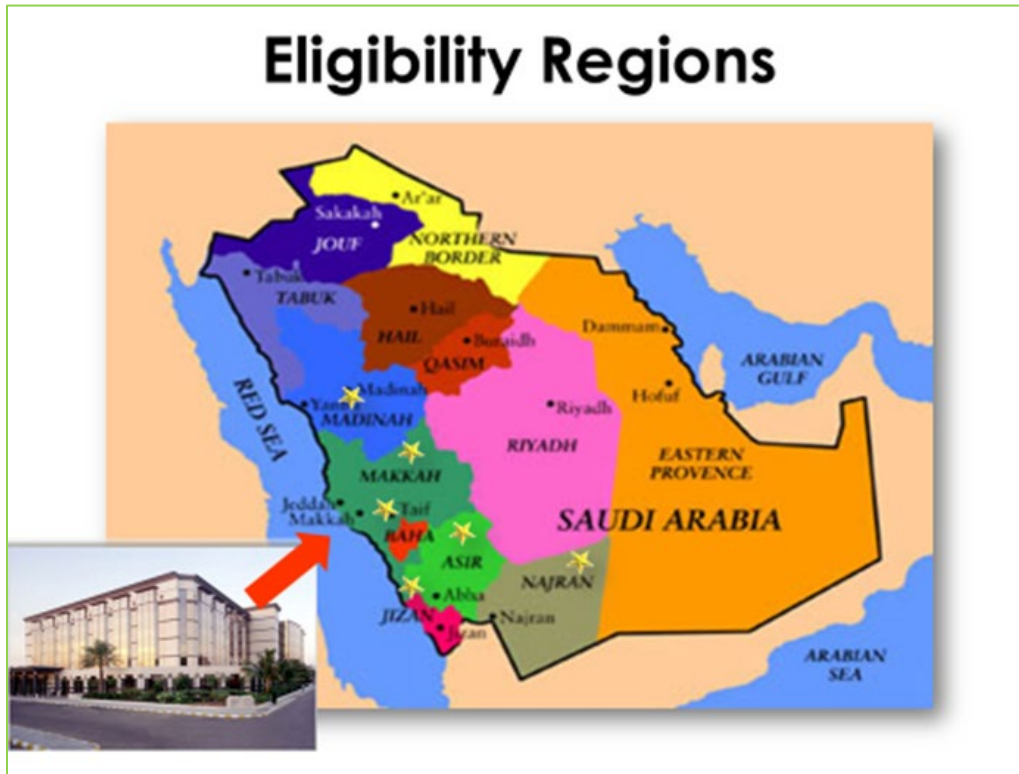 Eligibility Regions
Ar'ar
Sakakah
JOUF
NORTHERN
BORDER
Tabuk
TABUK
Hail
HAIL
Buraidh
QASIM
Dammam
ARABIAN
GULF
RED SEA
Madinah
MADINAH
Hofuf
Riyadh
RIYADH
EASTERN
PROVENCE
MAKKAH
Jeddah
Makkah
Taif
BAHA
SAUDI ARABIA
ASIR
NAJRAN
Abha
JIZAN
Jizan
Najran
ARABIAN
SEA